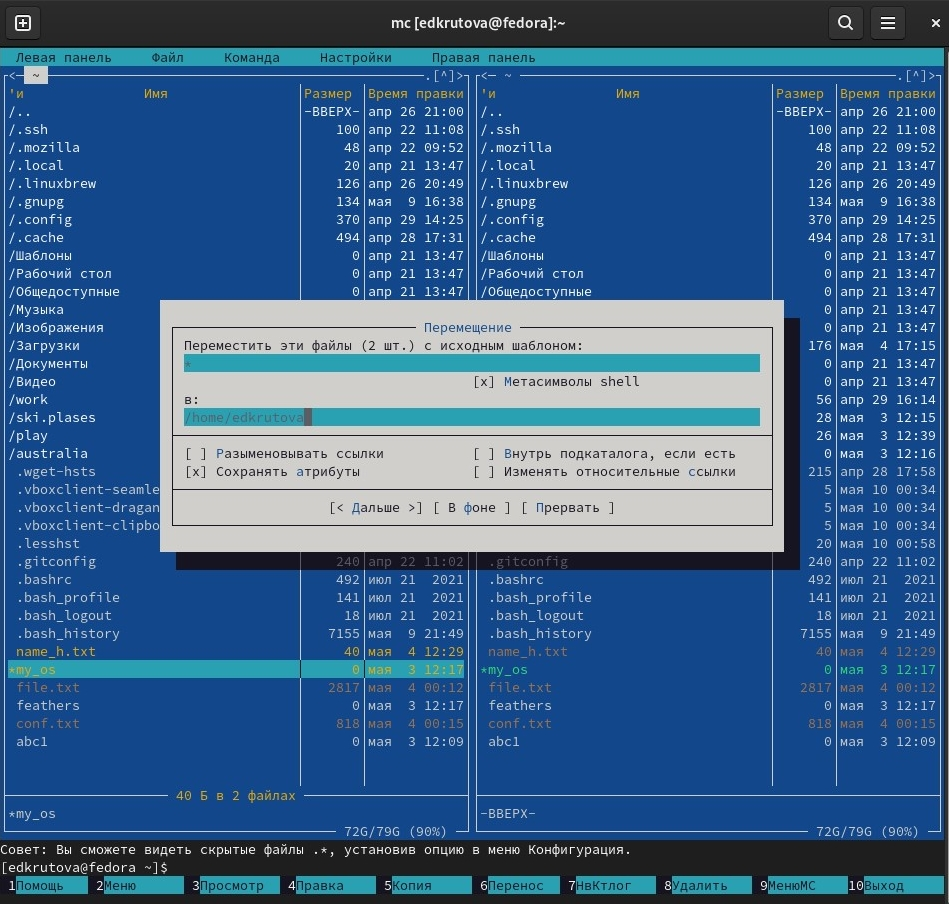 mc [edkrutova@fedora]:~
Левая панель Файл Команда Настройки Правая панель
<─ ~ .[^]> <─ ~ .[^]>
'и Имя Размер Время правки 'и Имя Размер Время правки
/.. -ВВЕРХ- апр 26 21:00 /.. -ВВЕРХ- апр 26 21:00
/.ssh 100 апр 22 11:08 /.ssh 100 апр 22 11:08
/.mozilla 48 апр 22 09:52 /.mozilla 48 апр 22 09:52
/.local 20 апр 21 13:47 /.local 20 апр 21 13:47
/.linuxbrew 126 апр 26 20:49 /.linuxbrew 126 апр 26 20:49
/.gnupg 134 мая 9 16:38 /.gnupg 134 мая 9 16:38
/.config 370 апр 29 14:25 /.config 370 апр 29 14:25
/.cache 494 апр 28 17:31 /.cache 494 апр 28 17:31
/Шаблоны 0 апр 21 13:47 /Шаблоны 0 апр 21 13:47
/Рабочий стол 0 апр 21 13:47 /Рабочий стол 0 апр 21 13:47
/Общедоступные 0 апр 21 13:47 /Общедоступные 0 апр 21 13:47
/Музыка 0 апр 21 13:47
/Изображения Перемещение 0 апр 21 13:47
/Загрузки Переместить эти файлы (2 шт.) с исходным шаблоном: 176 мая 4 17:15
/Документы * 0 апр 21 13:47
/Видео [x] Метасимволы shell 0 апр 21 13:47
/work в: 56 апр 29 16:14
/ski.plases /home/edkrutova 28 мая 3 12:15
/play 26 мая 3 12:39
/australia [ ] Разыменовывать ссылки [ ] Внутрь подкаталога, если есть 0 мая 3 12:16
.wget-hsts [x] Сохранять атрибуты [ ] Изменять относительные ссылки 215 апр 28 17:58
.vboxclient-seamle 5 мая 10 00:34
.vboxclient-dragan [< Дальше >] [ В фоне ] [ Прервать ] 5 мая 10 00:34
.vboxclient-clipbo 5 мая 10 00:34
.lesshst 20 мая 10 00:58
.gitconfig 240 апр 22 11:02 .gitconfig 240 апр 22 11:02
.bashrc 492 июл 21 2021 .bashrc 492 июл 21 2021
.bash_profile 141 июл 21 2021 .bash_profile 141 июл 21 2021
.bash_logout 18 июл 21 2021 .bash_logout 18 июл 21 2021
.bash_history 7155 мая 9 21:49 .bash_history 7155 мая 9 21:49
name_h.txt 40 мая 4 12:29 name_h.txt 40 мая 4 12:29
*my_os 0 мая 3 12:17 *my_os 0 мая 3 12:17
file.txt 2817 мая 4 00:12 file.txt 2817 мая 4 00:12
feathers 0 мая 3 12:17 feathers 0 мая 3 12:17
conf.txt 818 мая 4 00:15 conf.txt 818 мая 4 00:15
abc1 0 мая 3 12:09 abc1 0 мая 3 12:09
40 Б в 2 файлах
*my_os -ВВЕРХ-
72G/79G (90%) 72G/79G (90%)
Совет: Вы сможете видеть скрытые файлы .*, установив опцию в меню Конфигурация.
[edkrutova@fedora ~]$
1Помощь 2Меню 3Просмотр 4Правка 5Копия 6Перенос 7НвКтлог 8Удалить 9МенюМС 10Выход